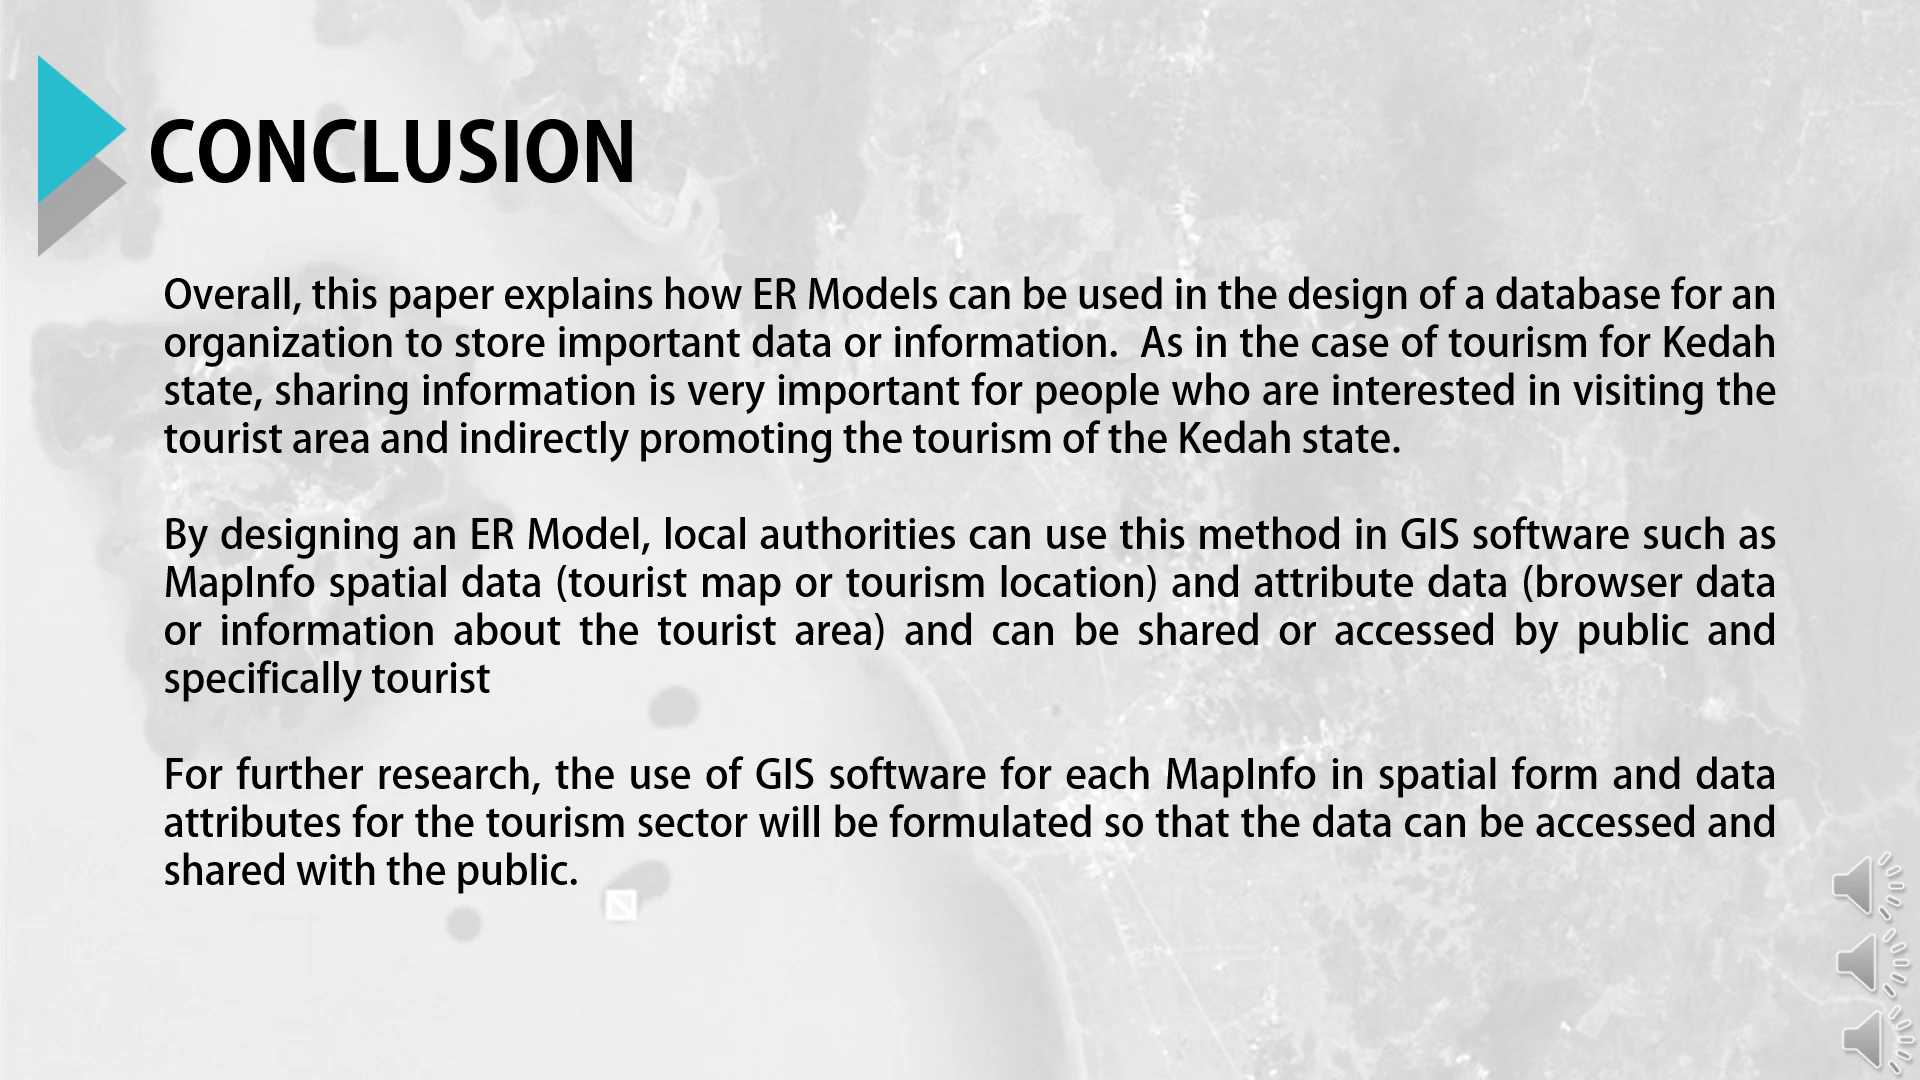 CONCLUSION
Overall, this paper explains how ER Models can be used in the design of a database for an
organization to store important data or information.  As in the case of tourism for Kedah
state, sharing information is very important for people who are interested in visiting the
tourist area and indirectly promoting the tourism of the Kedah state.
By designing an ER Model, local authorities can use this method in GIS software such as
MapInfo spatial data (tourist map or tourism location) and attribute data (browser data
or information about the tourist area) and can be shared or accessed by public and
specifically tourist
For further research, the use of GIS software for each MapInfo in spatial form and data
attributes for the tourism sector will be formulated so that the data can be accessed and
shared with the public.